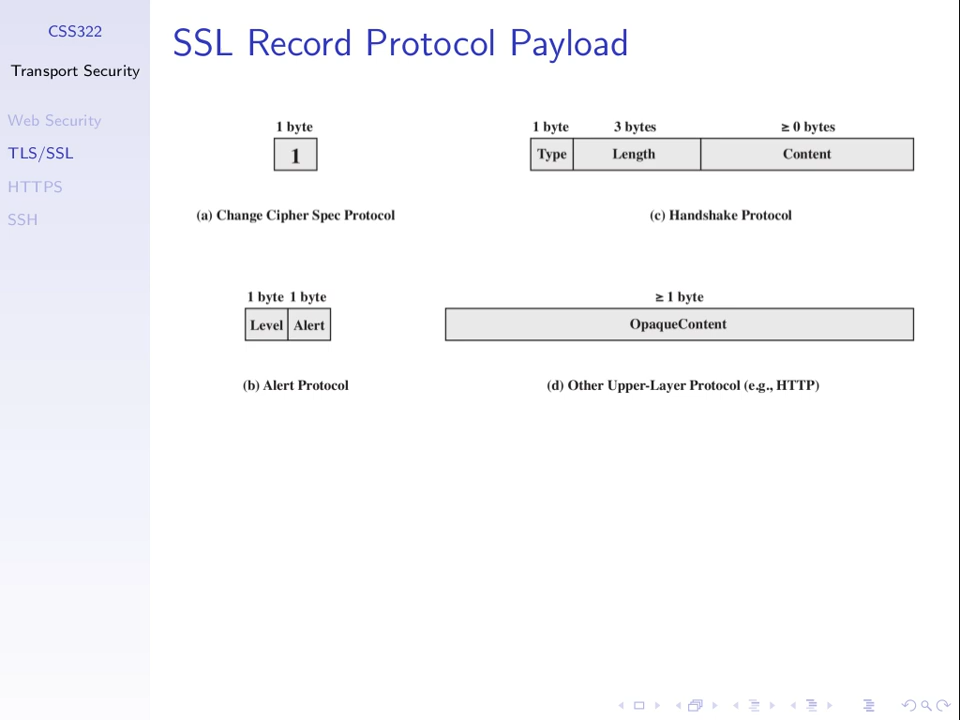 CSS322
Transport Security
Web Security
TLS/SSL
HTTPS
SSH
SSL Record Protocol Payload
1 byte
1
(a) Change Cipher Spec Protocol
1 byte 3 bytes ≥ 0 bytes
Type Length Content
(c) Handshake Protocol
1 byte 1 byte
Level Alert
(b) Alert Protocol
≥ 1 byte
OpaqueContent
(d) Other Upper-Layer Protocol (e.g., HTTP)